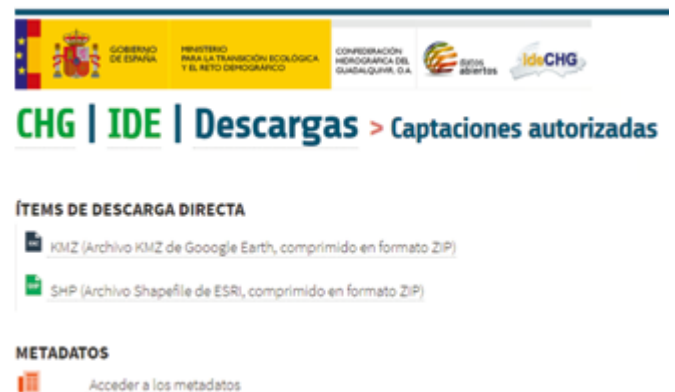 GOBIERNO
DE ESPAÑA
MINISTERIO
PARA LA TRANSICIÓN ECOLÓGICA
Y EL RETO DEMOGRÁFICO
CONFEDERACIÓN
HIDROGRÁFICA DEL
GUADALQUIVIR, O.A.
datos
abiertos
ideCHG
CHG | IDE | Descargas > Captaciones autorizadas
ÍTEMS DE DESCARGA DIRECTA
KMZ (Archivo KMZ de Gooogle Earth, comprimido en formato ZIP)
SHP (Archivo Shapefile de ESRI, comprimido en formato ZIP)
METADATOS
Acceder a los metadatos